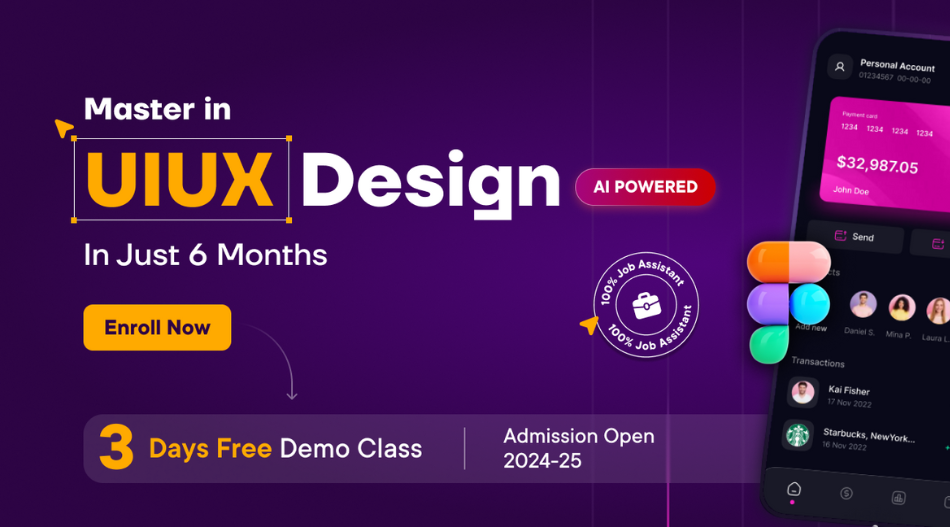 Master in
UIUX Design
AI POWERED
In Just 6 Months
Enroll Now
100% Job Assistant
100% Job Assistant
3 Days Free Demo Class
Admission Open
2024-25
Personal Account
01234567 00-00-00
Payment card
1234 1234 1234 1234
$32,987.05
John Doe
Send
Add new
Daniel S.
Mina P.
Laura L.
Transactions
Kai Fisher
17 Nov 2022
Starbucks, NewYork...
16 Nov 2022